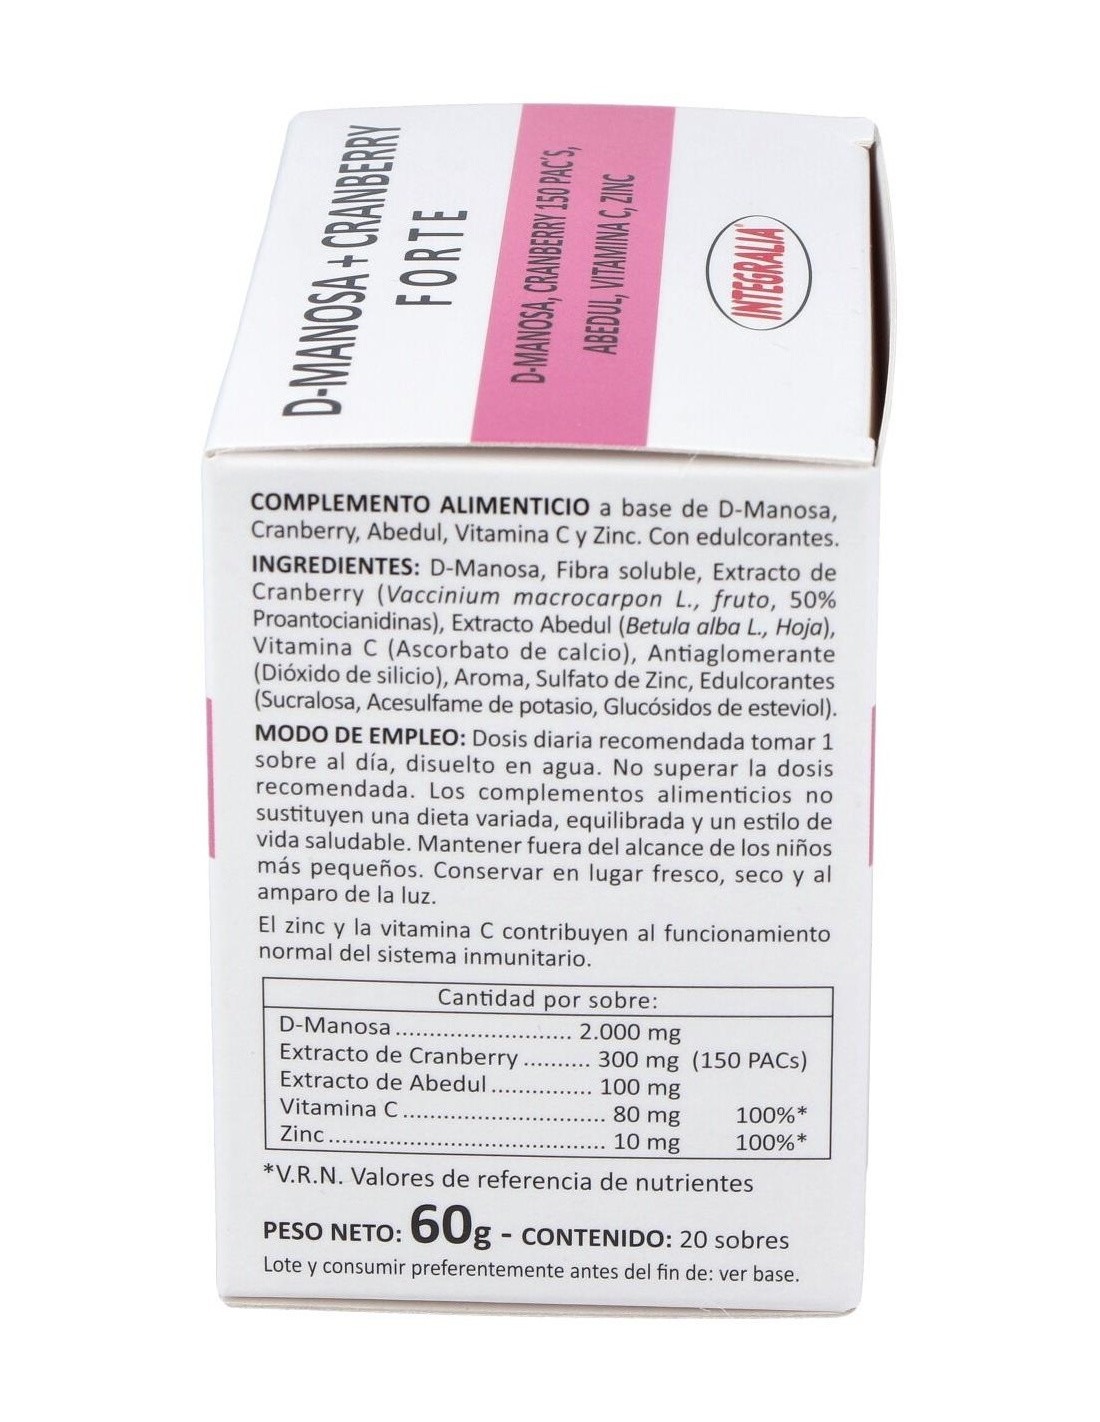 D-MANOSA + CRANBERRY
FORTE
D-MANOSA, CRANBERRY 150 PAC'S,
ABEDUL, VITAMINA C, ZINC
INTEGRALIA
COMPLEMENTO ALIMENTICIO a base de D-Manosa,
Cranberry, Abedul, Vitamina C y Zinc. Con edulcorantes.
INGREDIENTES: D-Manosa, Fibra soluble, Extracto de
Cranberry (Vaccinium macrocarpon L., fruto, 50%
Proantocianidinas), Extracto Abedul (Betula alba L., Hoja),
Vitamina C (Ascorbato de calcio), Antiaglomerante
(Dióxido de silicio), Aroma, Sulfato de Zinc, Edulcorantes
(Sucralosa, Acesulfame de potasio, Glucósidos de esteviol).
MODO DE EMPLEO: Dosis diaria recomendada tomar 1
sobre al día, disuelto en agua. No superar la dosis
recomendada. Los complementos alimenticios no
sustituyen una dieta variada, equilibrada y un estilo de
vida saludable. Mantener fuera del alcance de los niños
más pequeños. Conservar en lugar fresco, seco y al
amparo de la luz.
El zinc y la vitamina C contribuyen al funcionamiento
normal del sistema inmunitario.
Cantidad por sobre:
D-Manosa........................... 2.000 mg
Extracto de Cranberry.......... 300 mg (150 PACs)
Extracto de Abedul............... 100 mg
Vitamina C.............................. 80 mg 100%*
Zinc......................................... 10 mg 100%*
*V.R.N. Valores de referencia de nutrientes
PESO NETO: 60g - CONTENIDO: 20 sobres
Lote y consumir preferentemente antes del fin de: ver base.